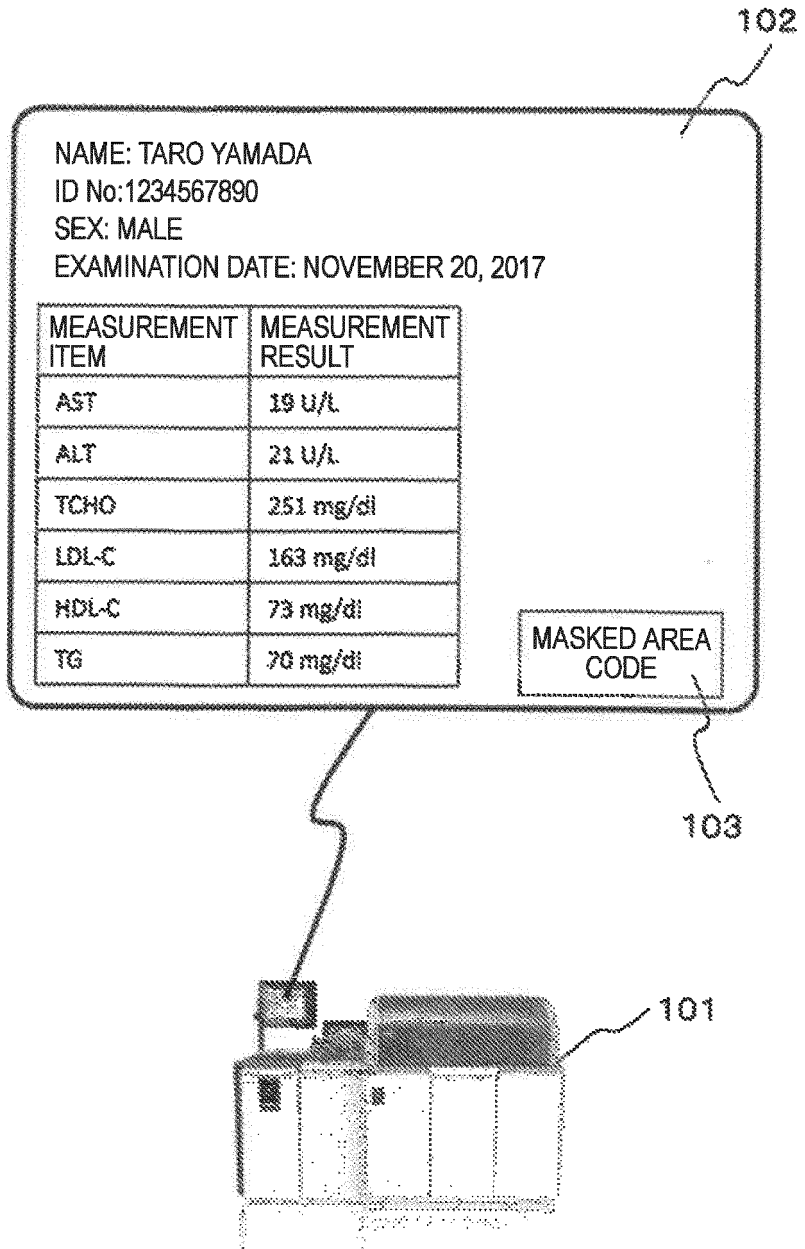 102
NAME: TARO YAMADA
ID No:1234567890
SEX: MALE
EXAMINATION DATE: NOVEMBER 20, 2017
MEASUREMENT ITEM
MEASUREMENT RESULT
AST
19 U/L
ALT
21 U/L
TCHO
251 mg/dl
LDL-C
163 mg/dl
HDL-C
73 mg/dl
TG
70 mg/dl
MASKED AREA
CODE
103
101